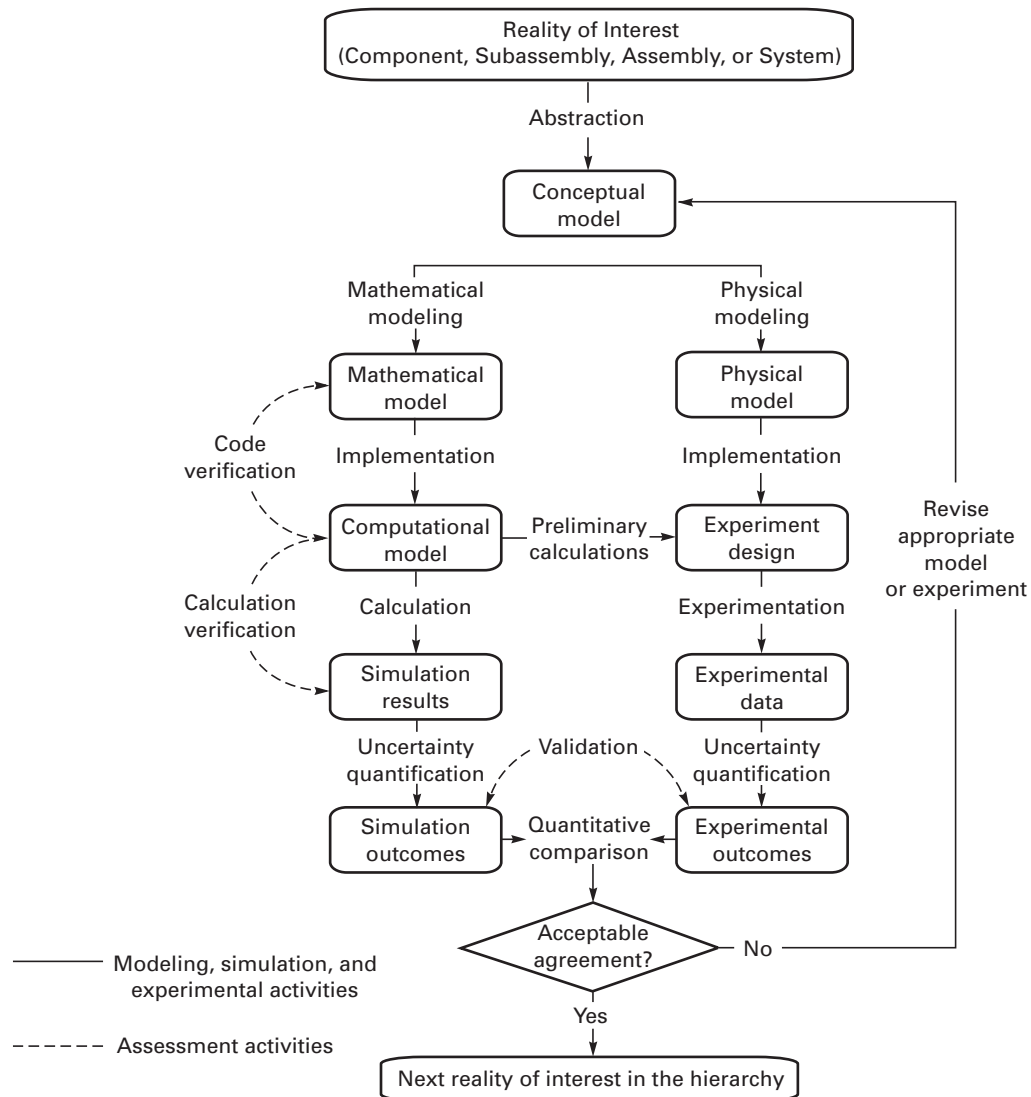 Reality of Interest
(Component, Subassembly, Assembly, or System)
Abstraction
Conceptual
model
Mathematical
modeling
Physical
modeling
Mathematical
model
Physical
model
Code
verification
Implementation
Implementation
Computational
model
Preliminary
calculations
Experiment
design
Revise
appropriate
model
or experiment
Calculation
verification
Calculation
Experimentation
Simulation
results
Experimental
data
Uncertainty
quantification
Validation
Uncertainty
quantification
Simulation
outcomes
Quantitative
comparison
Experimental
outcomes
Acceptable
agreement?
No
Modeling, simulation, and
experimental activities
Yes
Assessment activities
Next reality of interest in the hierarchy